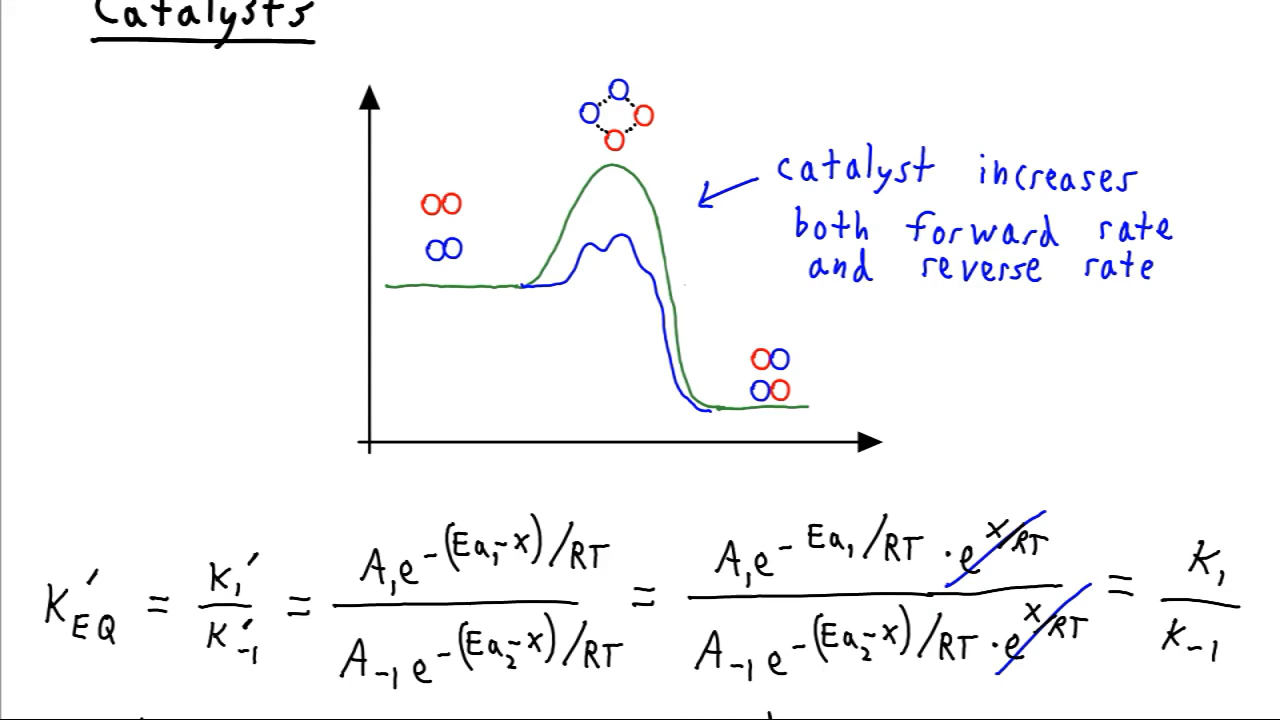 Catalysts
catalyst increases
both forward rate
and reverse rate
K'_EQ = K₁'/K'₋₁ = A₁e^-(Ea₁-x)/RT / A₋₁e^-(Ea₂-x)/RT = A₁e^-Ea₁/RT · e^x/RT / A₋₁e^-(Ea₂-x)/RT · e^x/RT = K₁/K₋₁